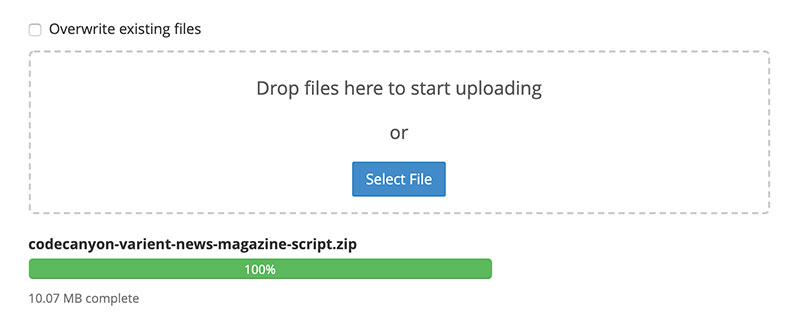 Overwrite existing files
Drop files here to start uploading
or
Select File
codecanyon-varient-news-magazine-script.zip
100%
10.07 MB complete